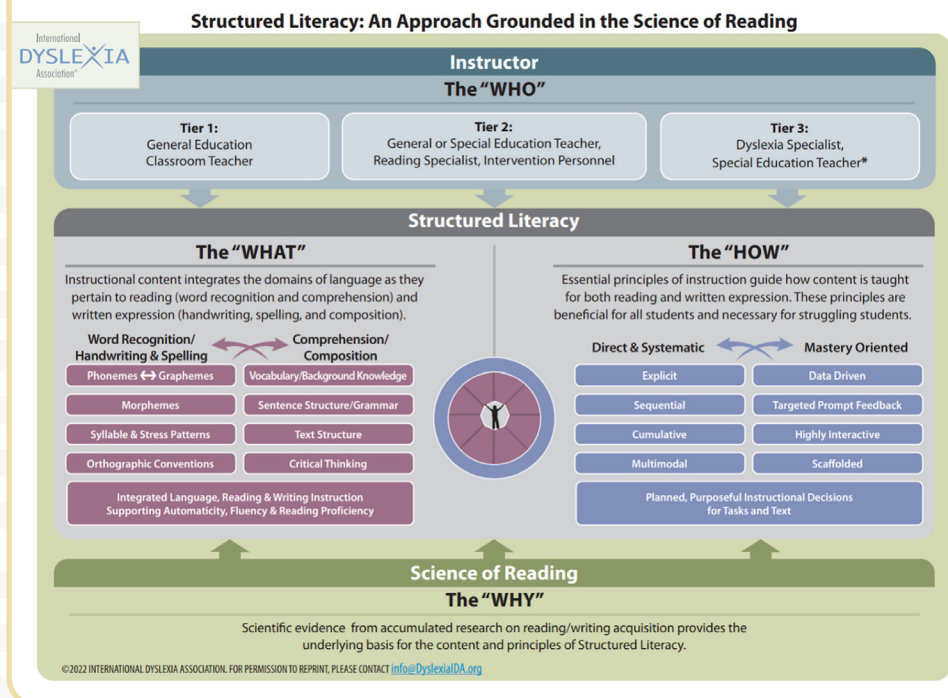 Structured Literacy: An Approach Grounded in the Science of Reading
International
DYSLEXIA
Association®
Instructor
The "WHO"
Tier 1:
General Education
Classroom Teacher
Tier 2:
General or Special Education Teacher,
Reading Specialist, Intervention Personnel
Tier 3:
Dyslexia Specialist,
Special Education Teacher*
Structured Literacy
The "WHAT"
Instructional content integrates the domains of language as they
pertain to reading (word recognition and comprehension) and
written expression (handwriting, spelling, and composition).
Word Recognition/
Handwriting & Spelling
Comprehension/
Composition
Phonemes ↔ Graphemes
Vocabulary/Background Knowledge
Morphemes
Sentence Structure/Grammar
Syllable & Stress Patterns
Text Structure
Orthographic Conventions
Critical Thinking
Integrated Language, Reading & Writing Instruction
Supporting Automaticity, Fluency & Reading Proficiency
The "HOW"
Essential principles of instruction guide how content is taught
for both reading and written expression. These principles are
beneficial for all students and necessary for struggling students.
Direct & Systematic
Mastery Oriented
Explicit
Data Driven
Sequential
Targeted Prompt Feedback
Cumulative
Highly Interactive
Multimodal
Scaffolded
Planned, Purposeful Instructional Decisions
for Tasks and Text
Science of Reading
The "WHY"
Scientific evidence from accumulated research on reading/writing acquisition provides the
underlying basis for the content and principles of Structured Literacy.
©2022 INTERNATIONAL DYSLEXIA ASSOCIATION. FOR PERMISSION TO REPRINT, PLEASE CONTACT info@DyslexiaIDA.org